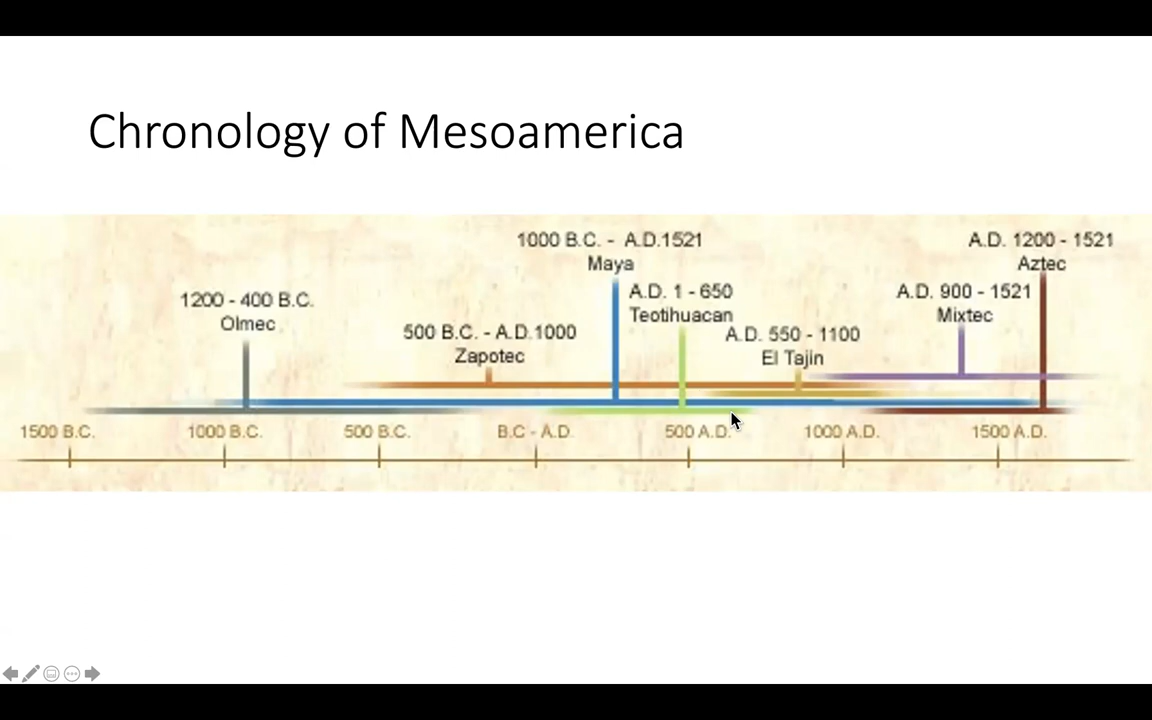 Chronology of Mesoamerica
1000 B.C. - A.D.1521
Maya
A.D. 1200 - 1521
Aztec
1200 - 400 B.C.
Olmec
A.D. 1 - 650
Teotihuacan
A.D. 900 - 1521
Mixtec
500 B.C. - A.D.1000
Zapotec
A.D. 550 - 1100
El Tajin
1500 B.C. 1000 B.C. 500 B.C. B.C - A.D. 500 A.D. 1000 A.D. 1500 A.D.